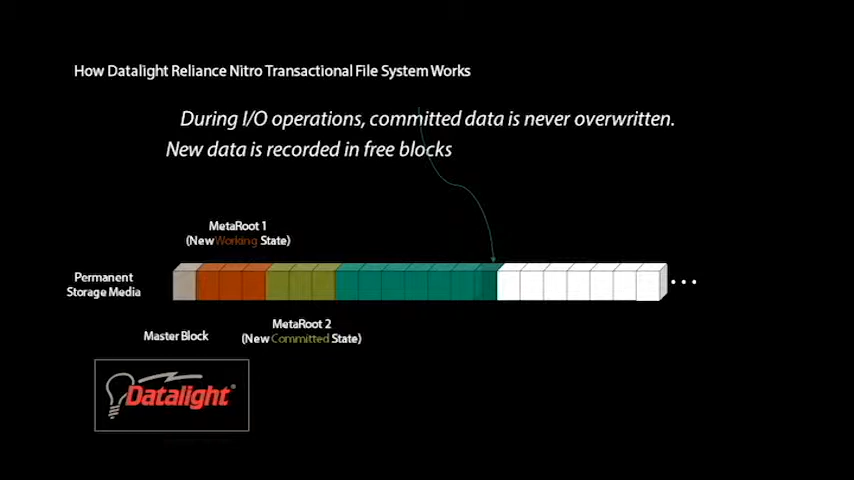 How Datalight Reliance Nitro Transactional File System Works
During I/O operations, committed data is never overwritten.
New data is recorded in free blocks
MetaRoot 1
(New Working State)
Permanent
Storage Media
Master Block
MetaRoot 2
(New Committed State)
Datalight®